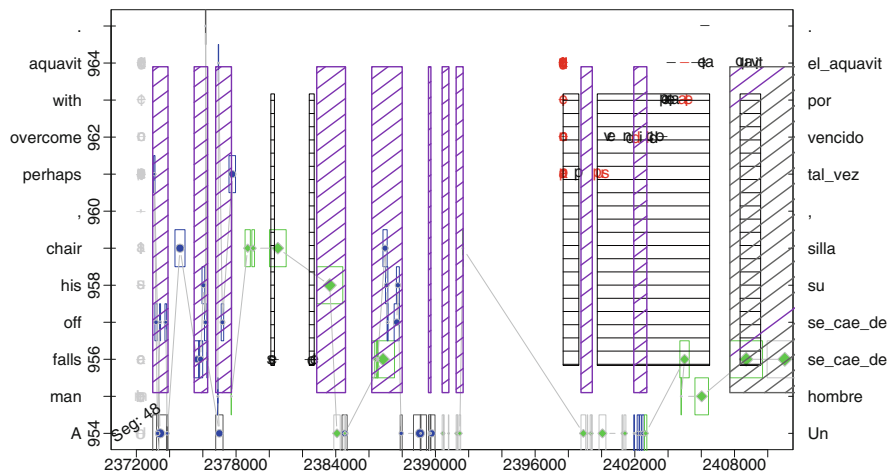 . .
aquavit 964 el_aquavit
with por
overcome 962 vencido
perhaps tal_vez
, 960 ,
chair silla
his 958 su
off se_cae_de
falls 956 se_cae_de
man hombre
A 954 Un
Seg: 48
2372000 2378000 2384000 2390000 2396000 2402000 2408000